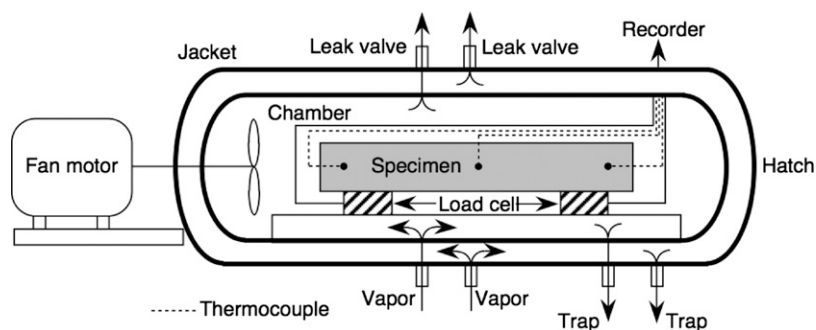 Leak valve
Leak valve
Recorder
Jacket
Chamber
Fan motor
Specimen
Hatch
Load cell
Vapor
Vapor
Thermocouple
Trap
Trap